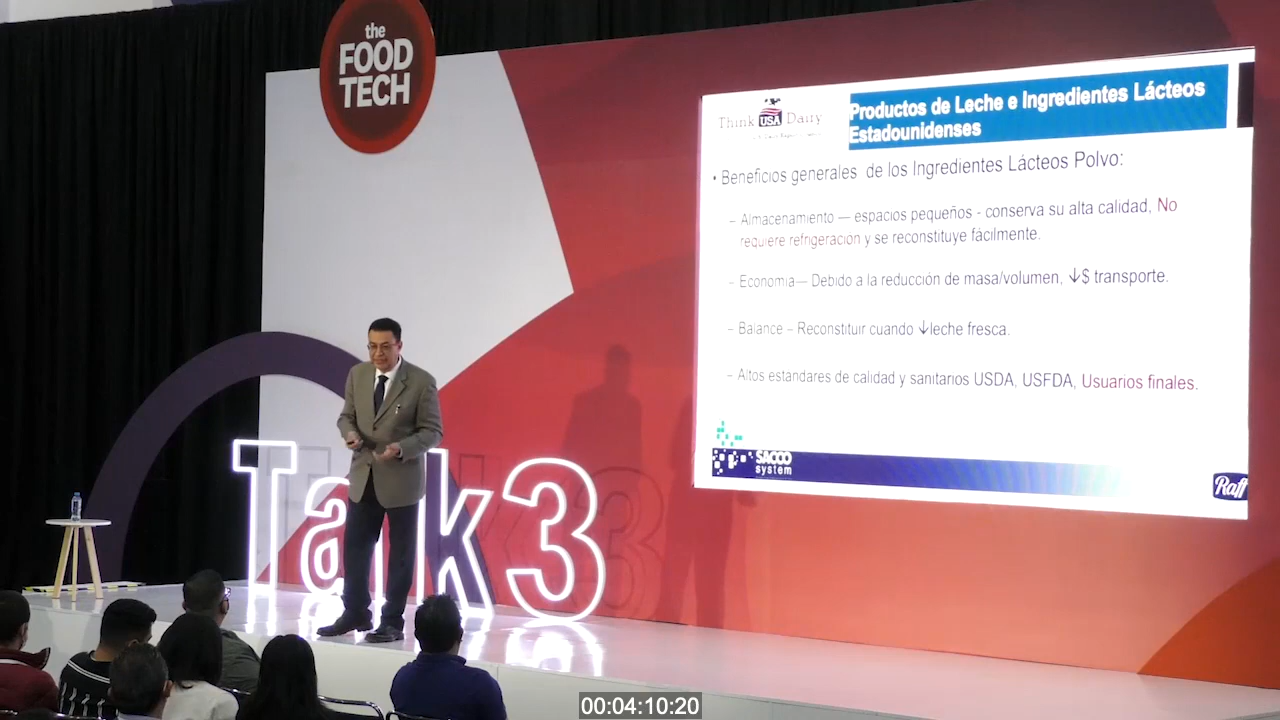 the
FOOD
TECH
Think USA Dairy
Productos de Leche e Ingredientes Lácteos
Estadounidenses
• Beneficios generales de los Ingredientes Lácteos Polvo:
– Almacenamiento — espacios pequeños - conserva su alta calidad, No
requiere refrigeracion y se reconstituye fácilmente.
– Economia— Debido a la reducción de masa/volumen, ↓$ transporte.
– Balance – Reconstituir cuando ↓leche fresca.
– Altos estandares de calidad y sanitarios USDA, USFDA, Usuarios finales.
SACCO
system
Raff
Talk3
00:04:10:20